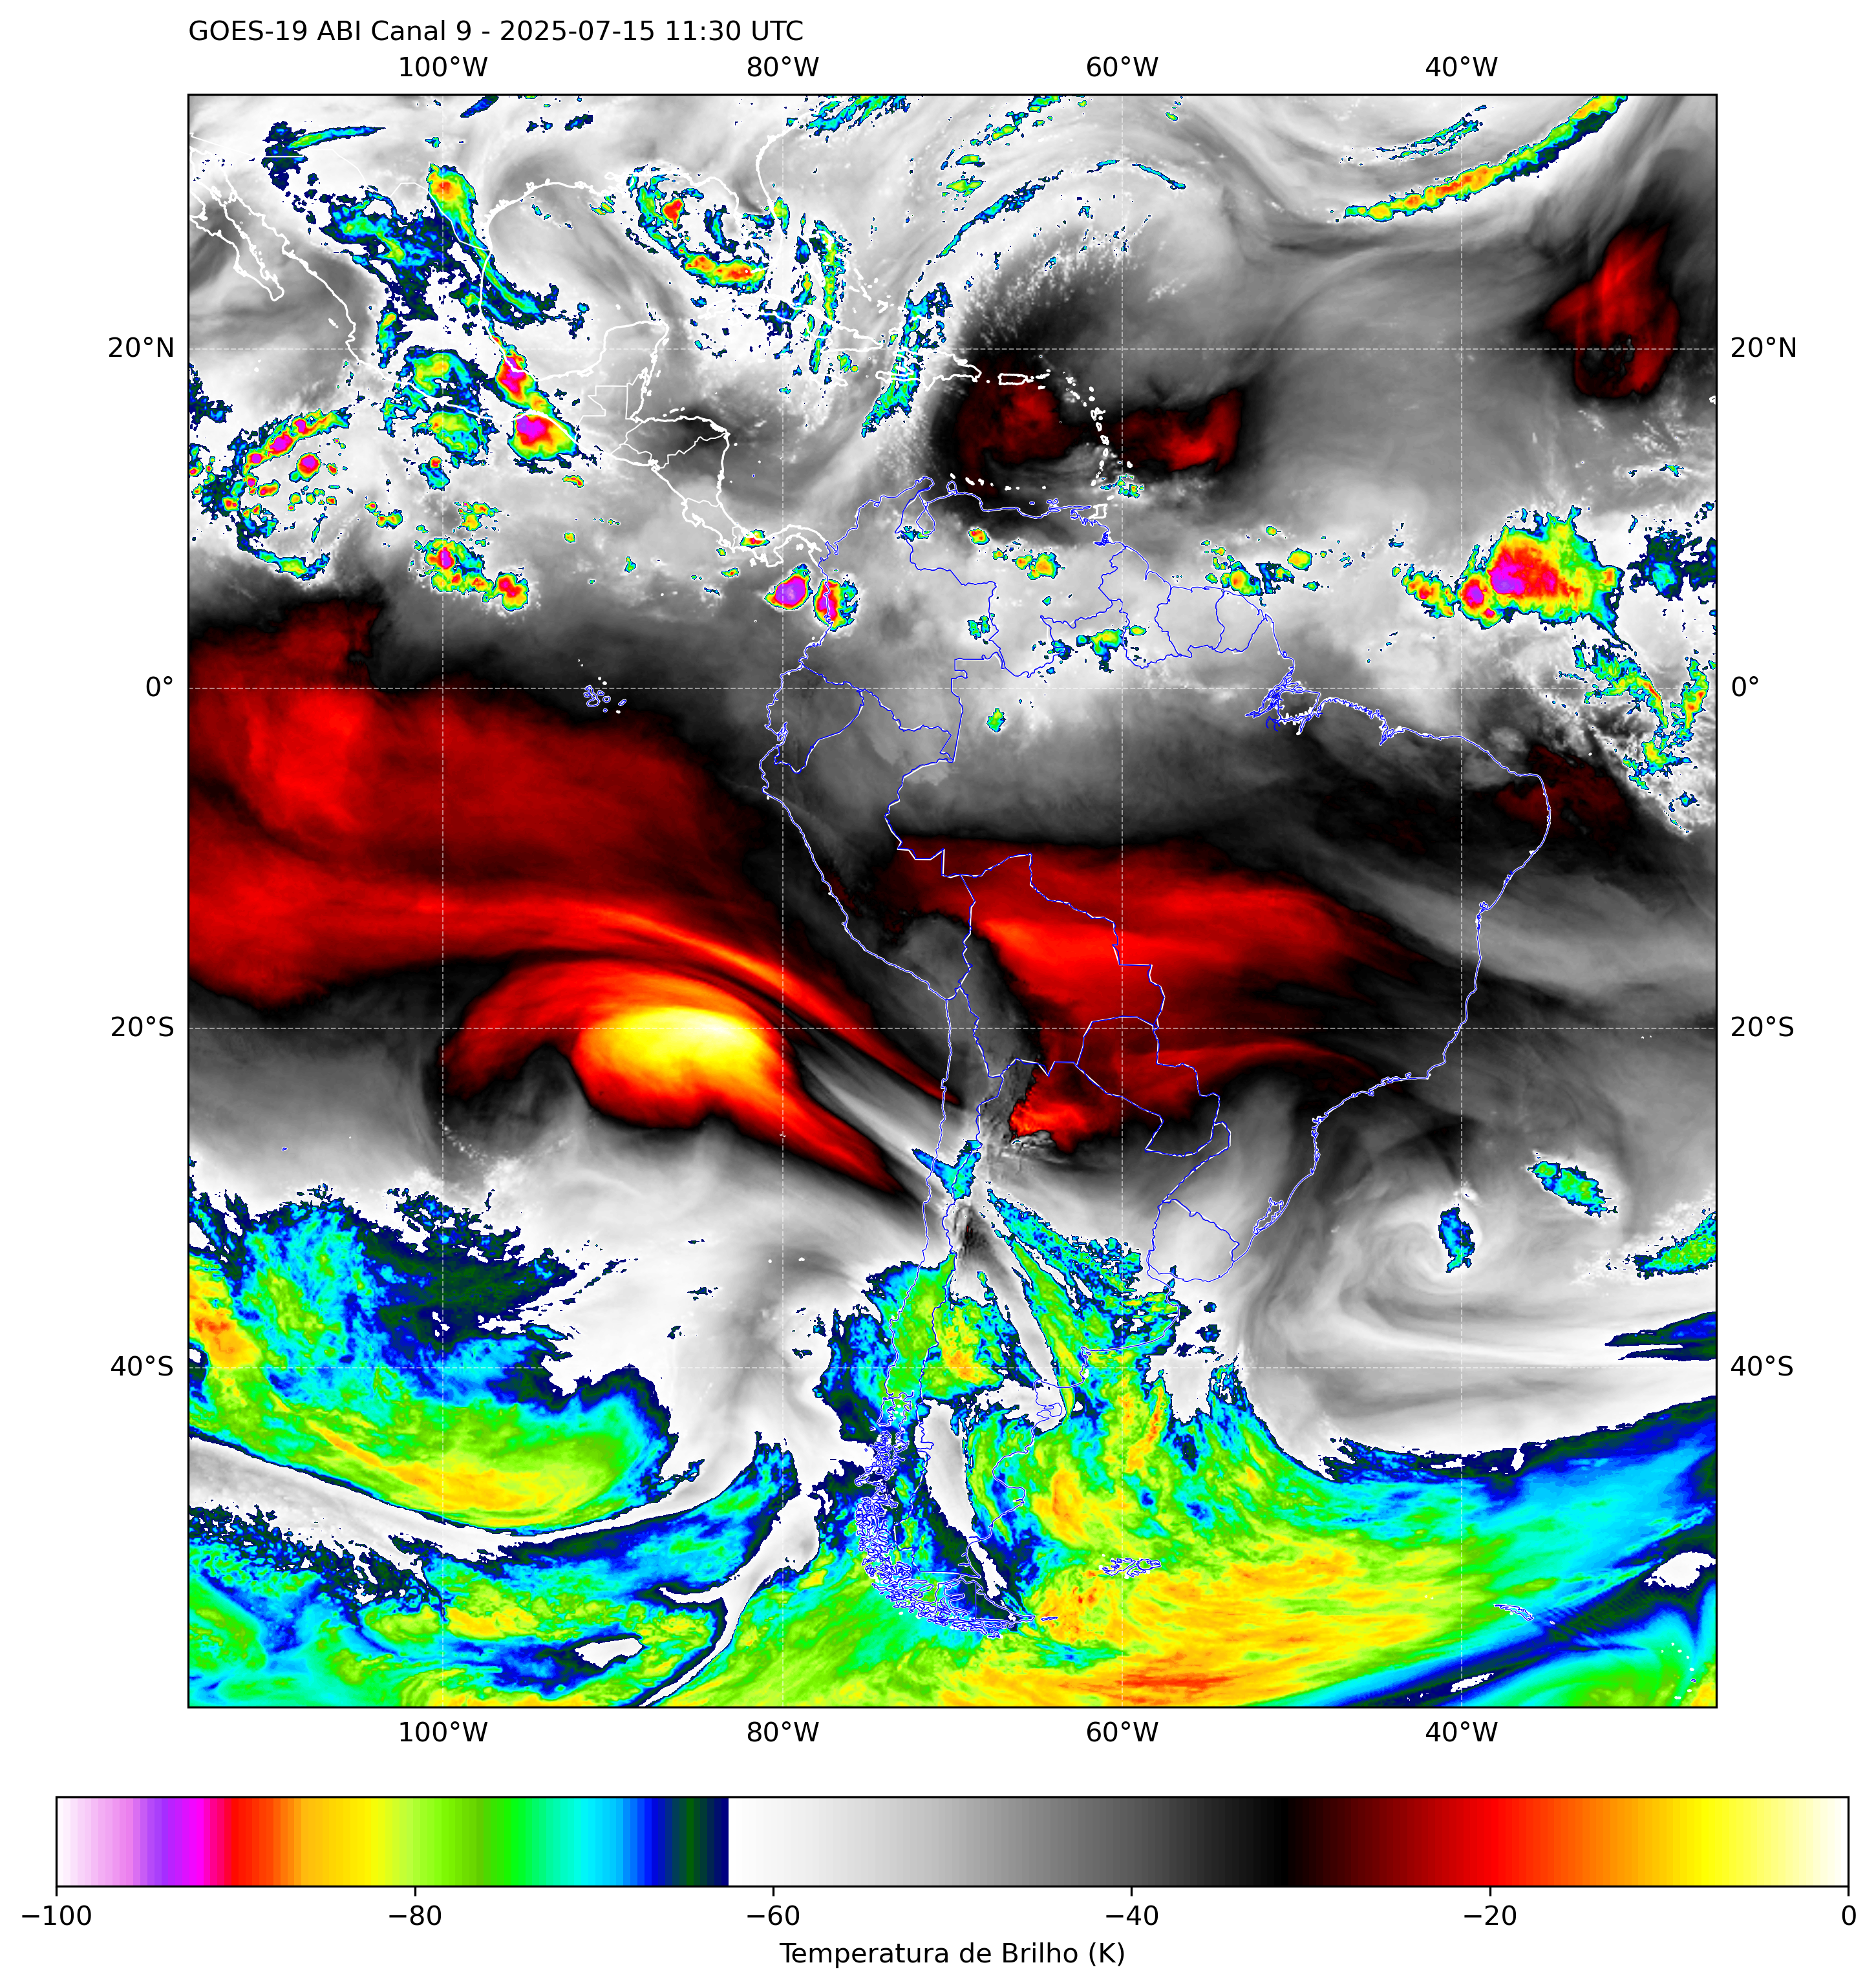 GOES-19 ABI Canal 9 - 2025-07-15 11:30 UTC
100°W 80°W 60°W 40°W
20°N 20°N
0° 0°
20°S 20°S
40°S 40°S
100°W 80°W 60°W 40°W
−100 −80 −60 −40 −20 0
Temperatura de Brilho (K)